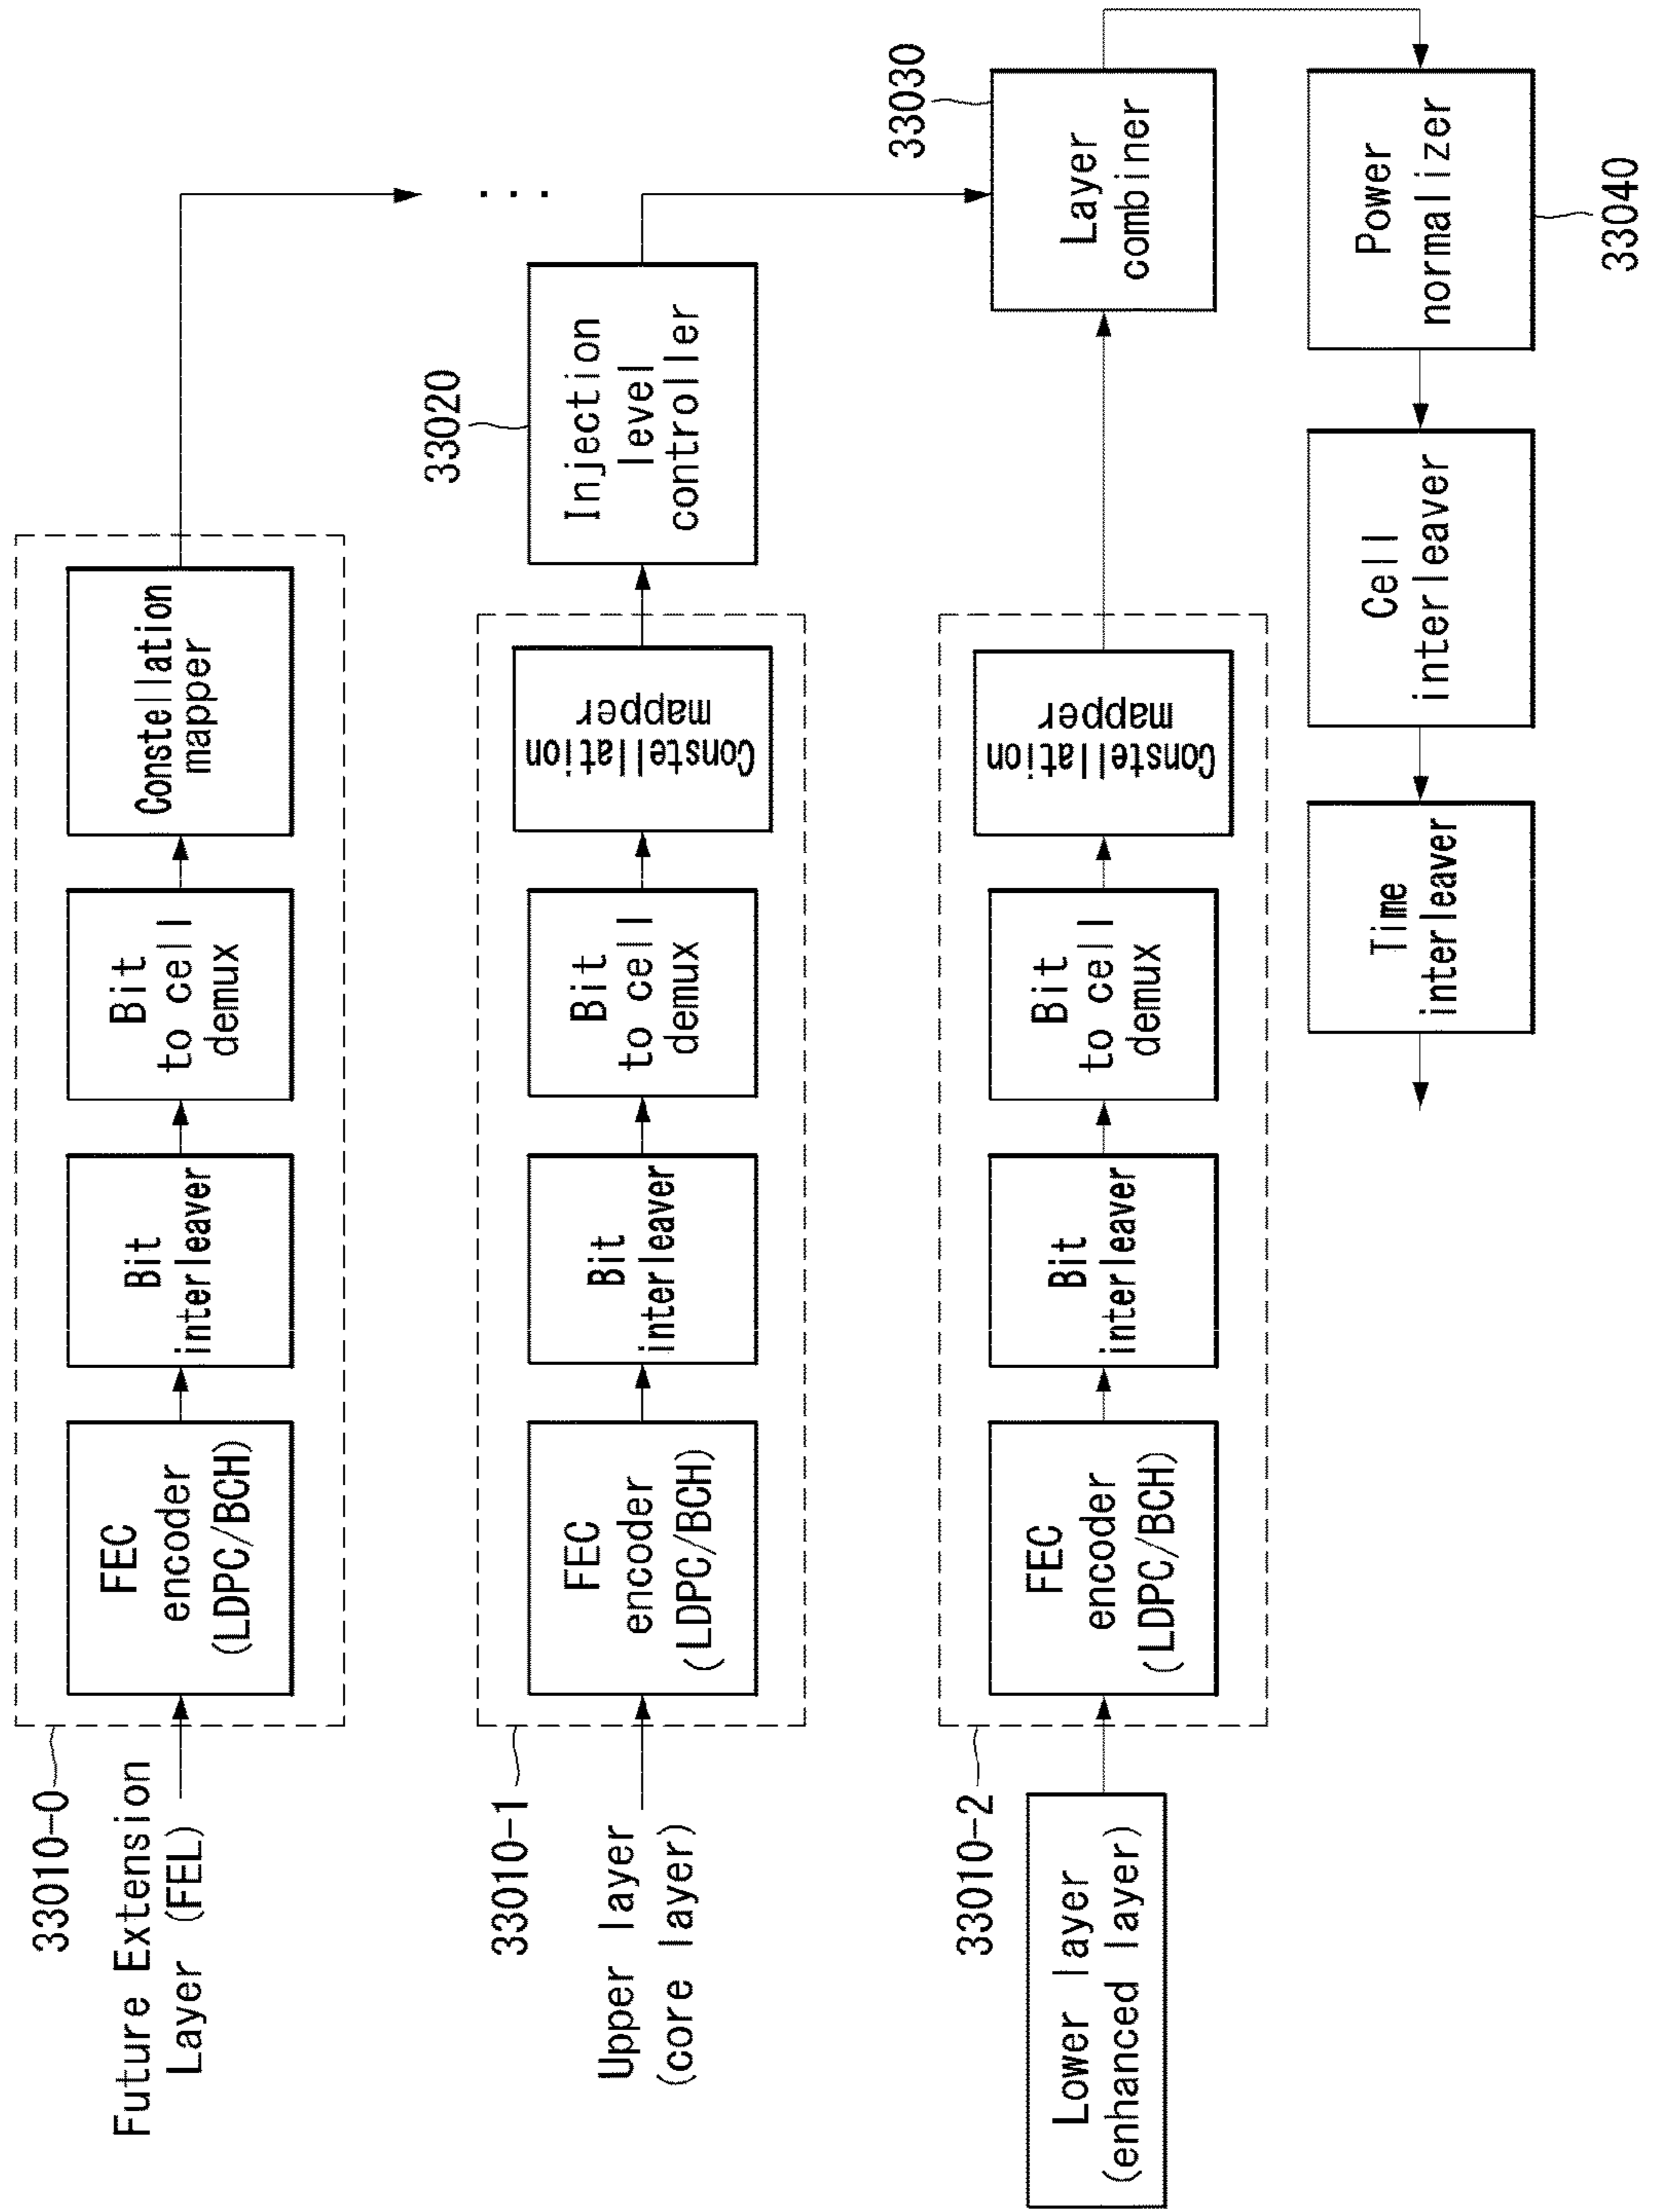 33010-0
Future Extension
Layer (FEL)
FEC
encoder
(LDPC/BCH)
Bit
interleaver
Bit
to cell
demux
Constellation
mapper
...
33010-1
Upper layer
(core layer)
FEC
encoder
(LDPC/BCH)
Bit
interleaver
Bit
to cell
demux
Constellation
mapper
33020
Injection
level
controller
33010-2
Lower layer
(enhanced layer)
FEC
encoder
(LDPC/BCH)
Bit
interleaver
Bit
to cell
demux
Constellation
mapper
33030
Layer
combiner
Time
interleaver
Cell
interleaver
Power
normalizer
33040